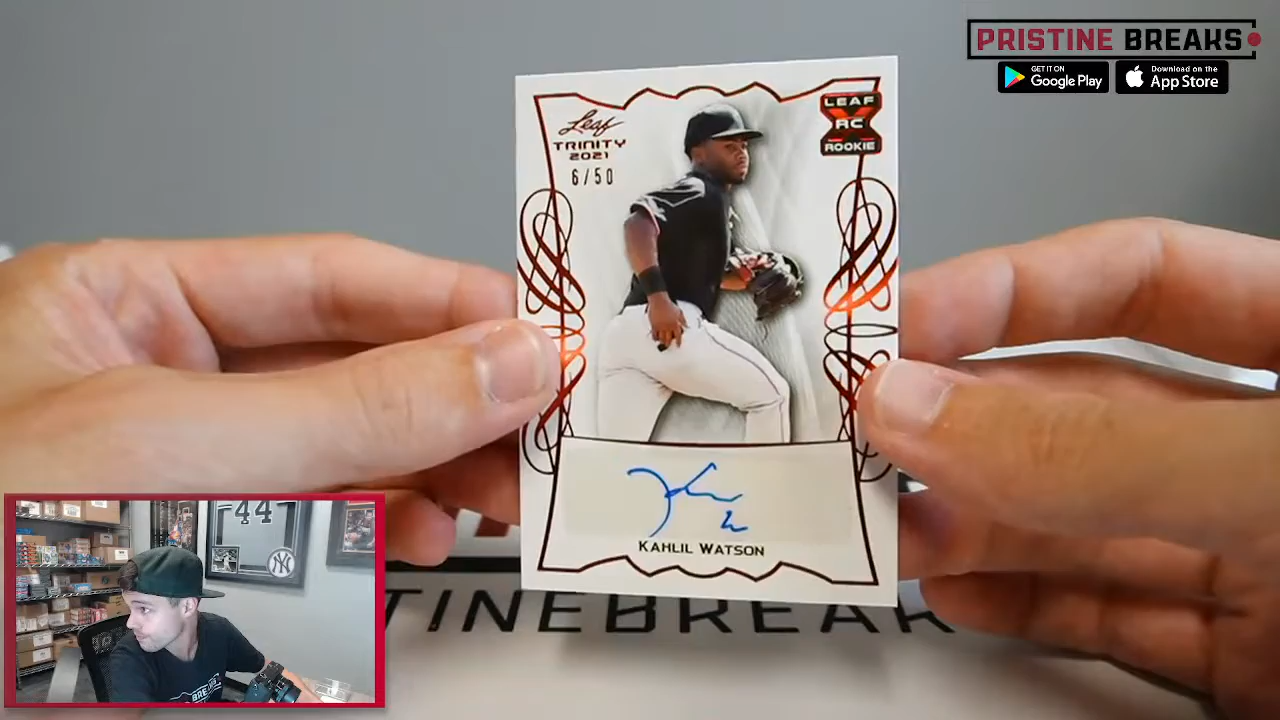 PRISTINE BREAKS
GET IT ON
Google Play
Download on the
App Store
Leaf
TRINITY
2021
6/50
LEAF
RC
ROOKIE
KAHLIL WATSON
TINEBREAK
44